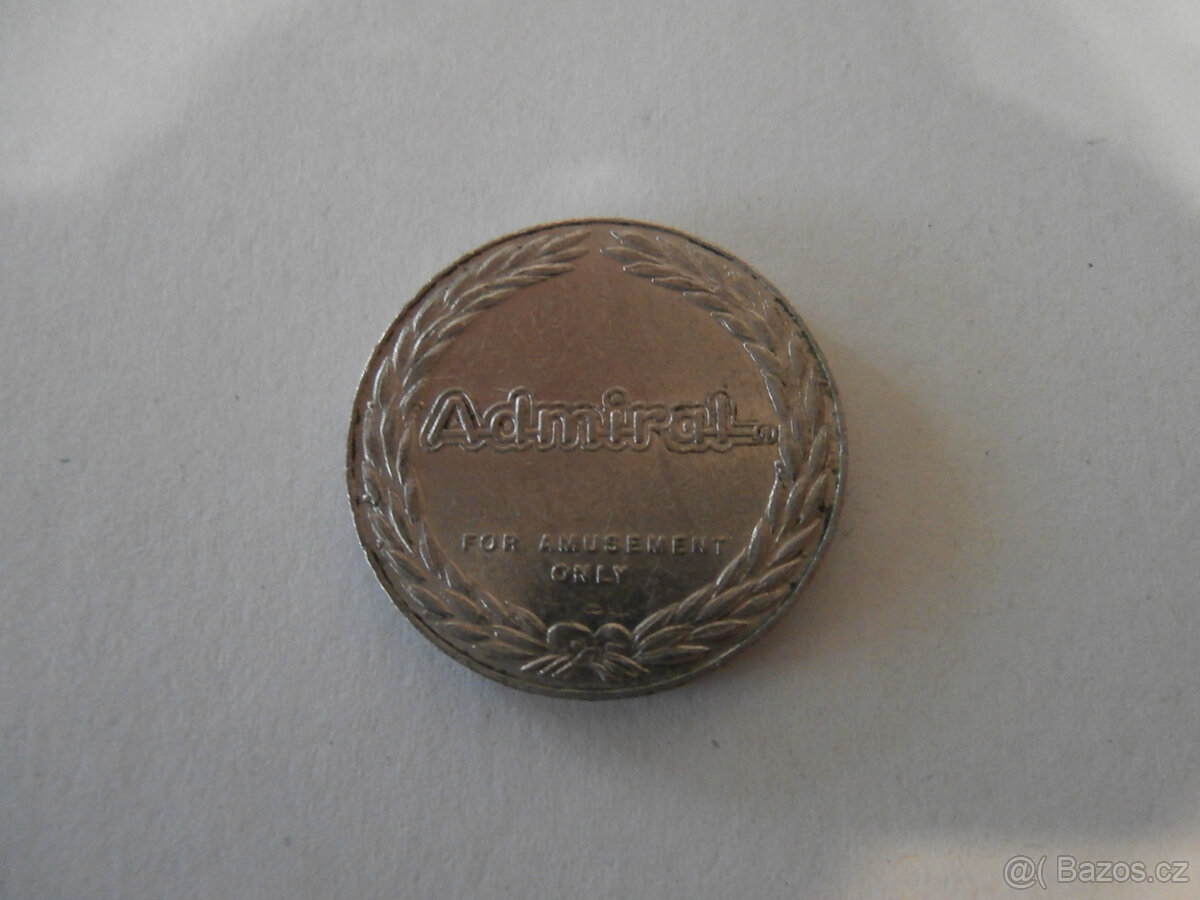 Admiral®
FOR AMUSEMENT
ONLY
@( Bazos.cz